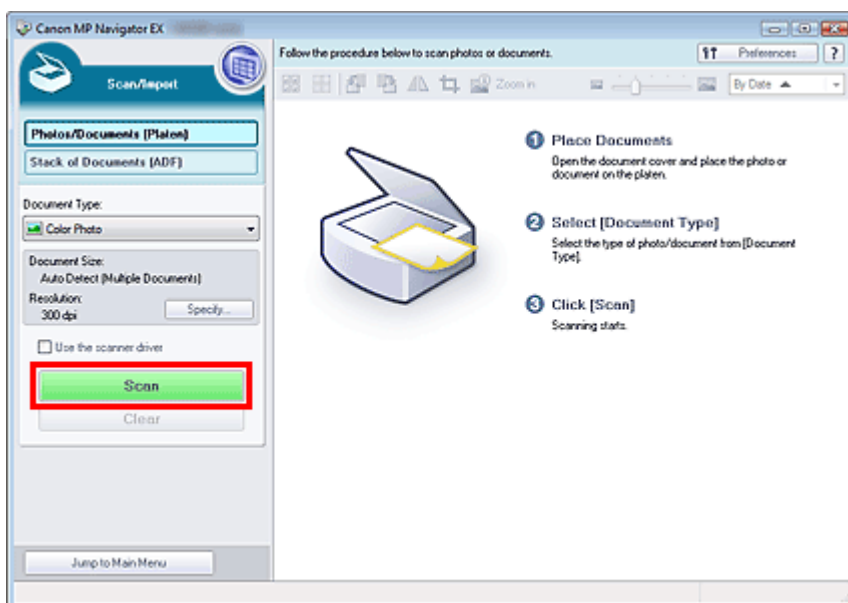 Canon MP Navigator EX
Scan/Import
Photos/Documents (Platen)
Stack of Documents (ADF)
Document Type:
Color Photo
Document Size:
Auto Detect (Multiple Documents)
Resolution:
300 dpi
Specify...
Use the scanner driver
Scan
Clear
Jump to Main Menu
Follow the procedure below to scan photos or documents.
Preferences
?
Zoom in
By Date
1 Place Documents
Open the document cover and place the photo or
document on the platen.
2 Select [Document Type]
Select the type of photo/document from [Document
Type].
3 Click [Scan]
Scanning starts.